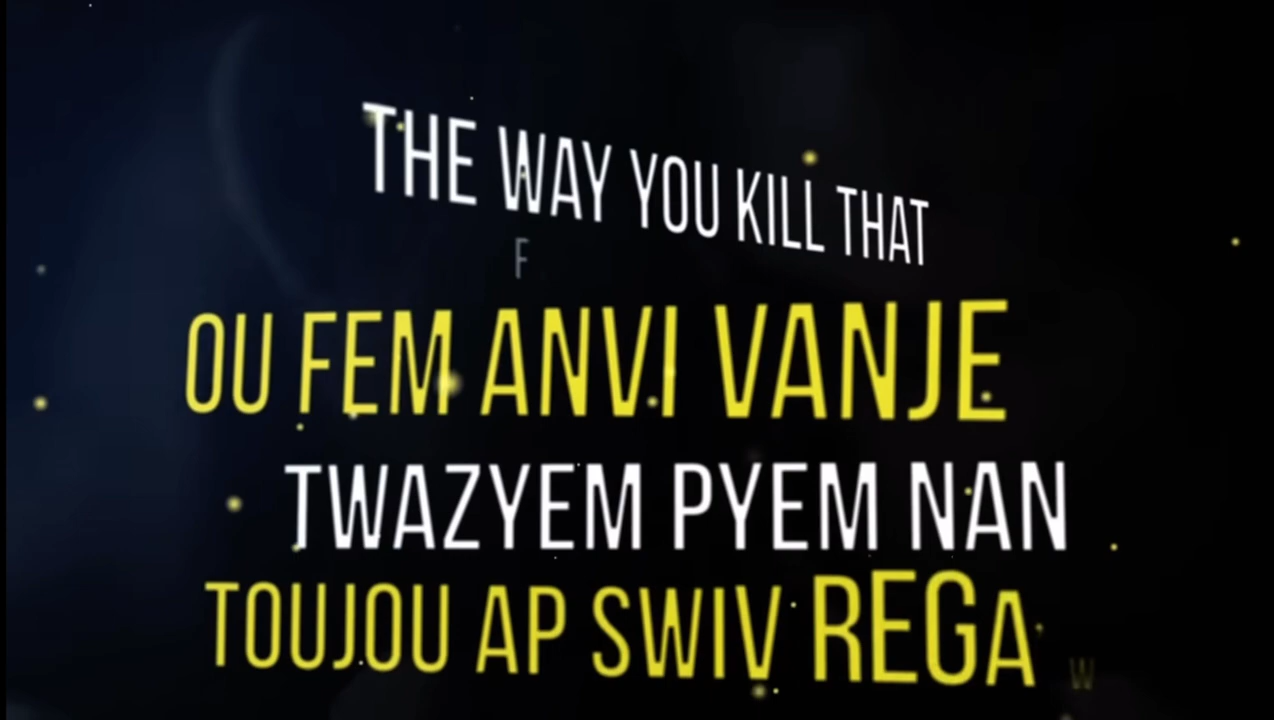 THE WAY YOU KILL THAT
F
OU FEM ANVI VANJE
TWAZYEM PYEM NAN
TOUJOU AP SWIV REGA W